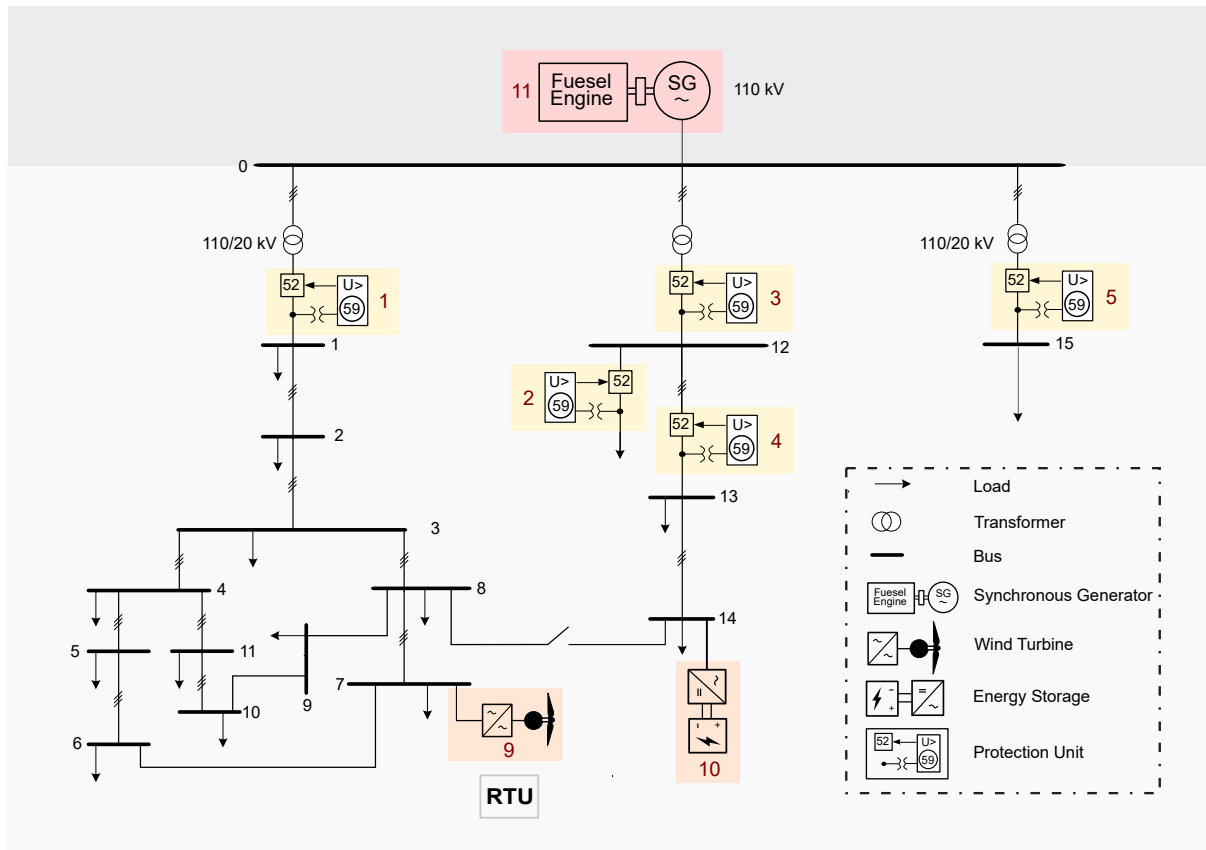 11
Fuesel
Engine
SG
~
110 kV
0
110/20 kV
110/20 kV
52
U>
59
1
52
U>
59
3
52
U>
59
5
1
12
15
2
U>
59
52
2
52
U>
59
4
3
13
4
8
14
5
11
9
7
10
6
~
~
9
=
~
- +
10
RTU
Load
Transformer
Bus
Fuesel
Engine
SG
~
Synchronous Generator
~
~
Wind Turbine
-
+
=
~
Energy Storage
52
U>
59
Protection Unit